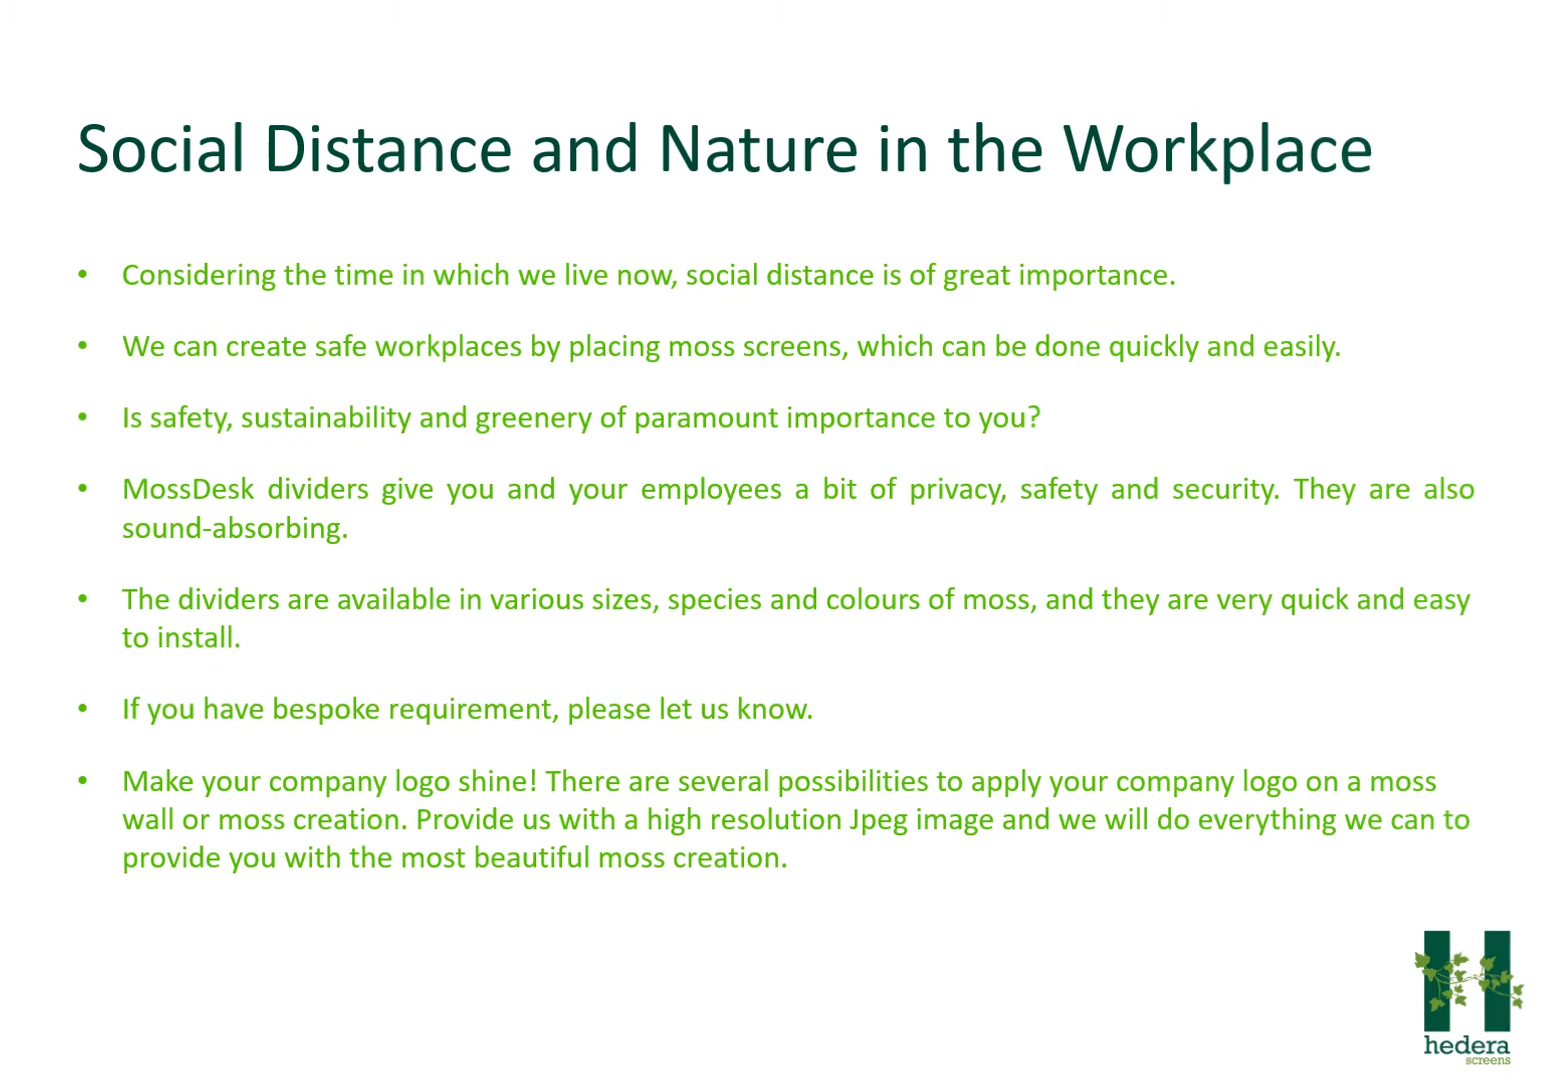 Social Distance and Nature in the Workplace
• Considering the time in which we live now, social distance is of great importance.
• We can create safe workplaces by placing moss screens, which can be done quickly and easily.
• Is safety, sustainability and greenery of paramount importance to you?
• MossDesk dividers give you and your employees a bit of privacy, safety and security. They are also
sound-absorbing.
• The dividers are available in various sizes, species and colours of moss, and they are very quick and easy
to install.
• If you have bespoke requirement, please let us know.
• Make your company logo shine! There are several possibilities to apply your company logo on a moss
wall or moss creation. Provide us with a high resolution Jpeg image and we will do everything we can to
provide you with the most beautiful moss creation.
H
hedera
screens